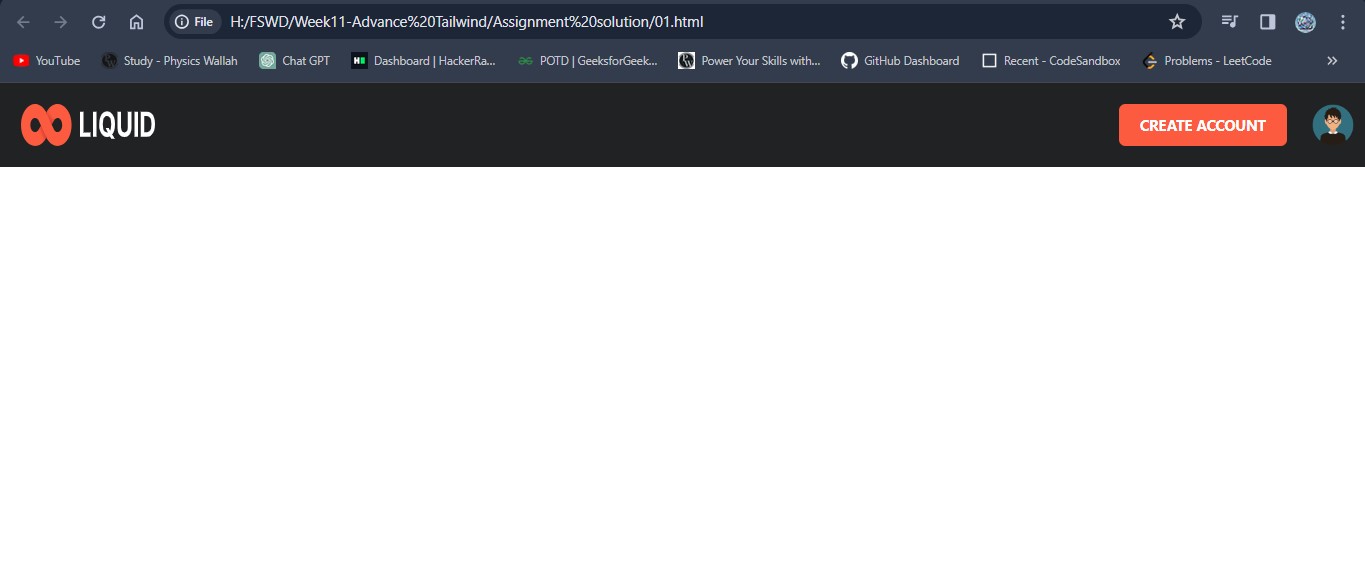 File H:/FSWD/Week11-Advance%20Tailwind/Assignment%20solution/01.html
YouTube Study - Physics Wallah Chat GPT Dashboard | HackerRa... POTD | GeeksforGeek... Power Your Skills with... GitHub Dashboard Recent - CodeSandbox Problems - LeetCode
LIQUID CREATE ACCOUNT